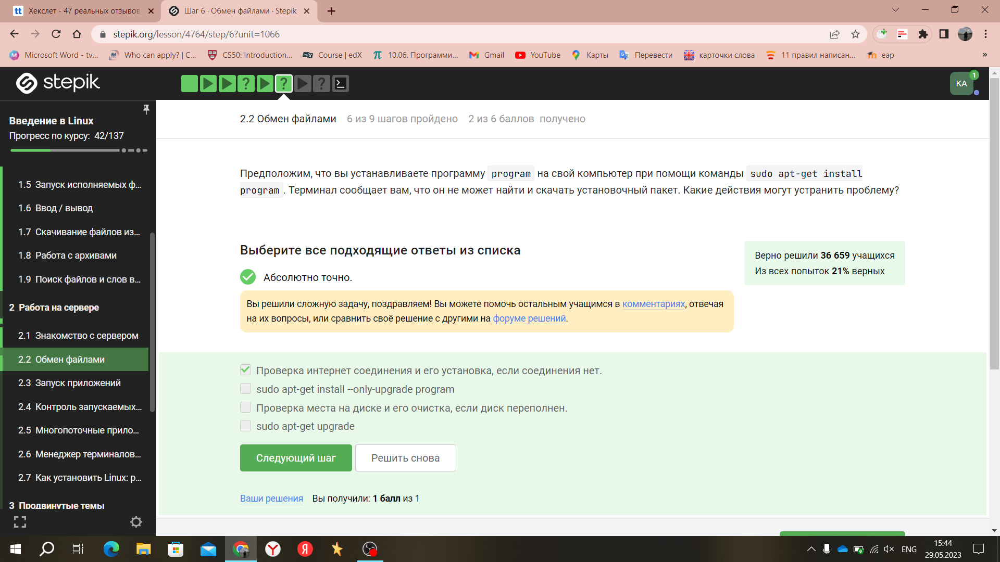 Хекслет - 47 реальных отзывов
Шаг 6 · Обмен файлами · Stepik
stepik.org/lesson/4764/step/6?unit=1066
Microsoft Word - tv...
Who can apply? | C...
CS50: Introduction...
Course | edX
10.06. Программи...
Gmail
YouTube
Карты
Перевести
карточки слова
11 правил написан...
eap
»
stepik
KA
1
Введение в Linux
Прогресс по курсу: 42/137
1.5 Запуск исполняемых ф...
1.6 Ввод / вывод
1.7 Скачивание файлов из...
1.8 Работа с архивами
1.9 Поиск файлов и слов в...
2 Работа на сервере
2.1 Знакомство с сервером
2.2 Обмен файлами
2.3 Запуск приложений
2.4 Контроль запускаемых...
2.5 Многопоточные прило...
2.6 Менеджер терминалов...
2.7 Как установить Linux: р...
3 Продвинутые темы
2.2 Обмен файлами 6 из 9 шагов пройдено 2 из 6 баллов получено
Предположим, что вы устанавливаете программу program на свой компьютер при помощи команды sudo apt-get install
program . Терминал сообщает вам, что он не может найти и скачать установочный пакет. Какие действия могут устранить проблему?
Выберите все подходящие ответы из списка
Верно решили 36 659 учащихся
Из всех попыток 21% верных
Абсолютно точно.
Вы решили сложную задачу, поздравляем! Вы можете помочь остальным учащимся в комментариях, отвечая
на их вопросы, или сравнить своё решение с другими на форуме решений.
Проверка интернет соединения и его установка, если соединения нет.
sudo apt-get install --only-upgrade program
Проверка места на диске и его очистка, если диск переполнен.
sudo apt-get upgrade
Следующий шаг
Решить снова
Ваши решения Вы получили: 1 балл из 1
ENG
15:44
29.05.2023